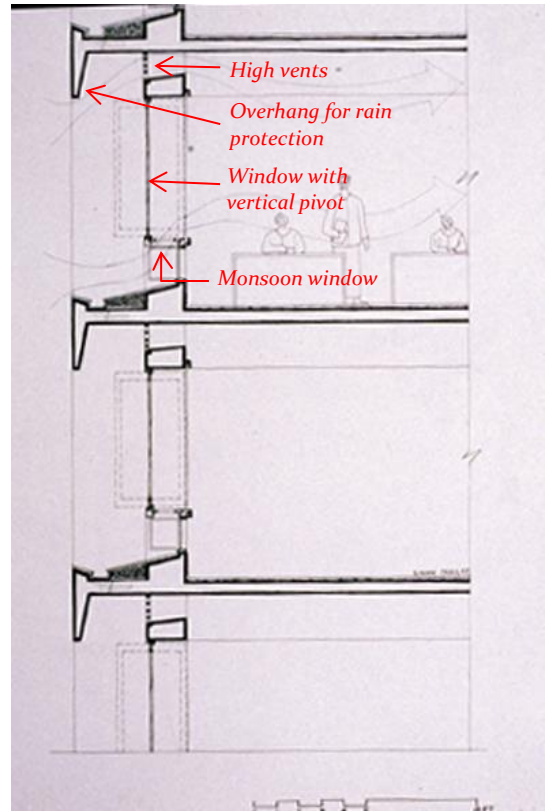 High vents
Overhang for rain
protection
Window with
vertical pivot
Monsoon window